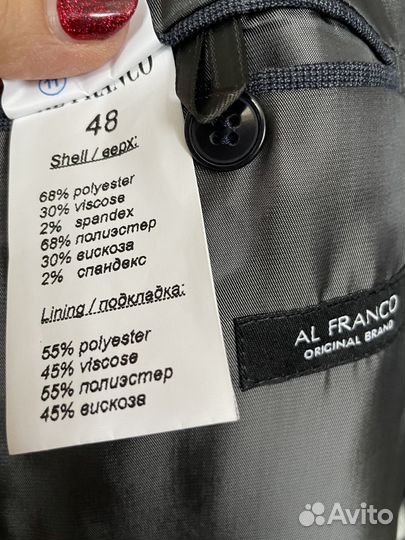 FRANCO
48
Shell / верх:
68% polyester
30% viscose
2% spandex
68% полиэстер
30% вискоза
2% спандекс
Lining / подкладка:
55% polyester
45% viscose
55% полиэстер
45% вискоза
AL FRANCO
ORIGINAL BRAND
Avito